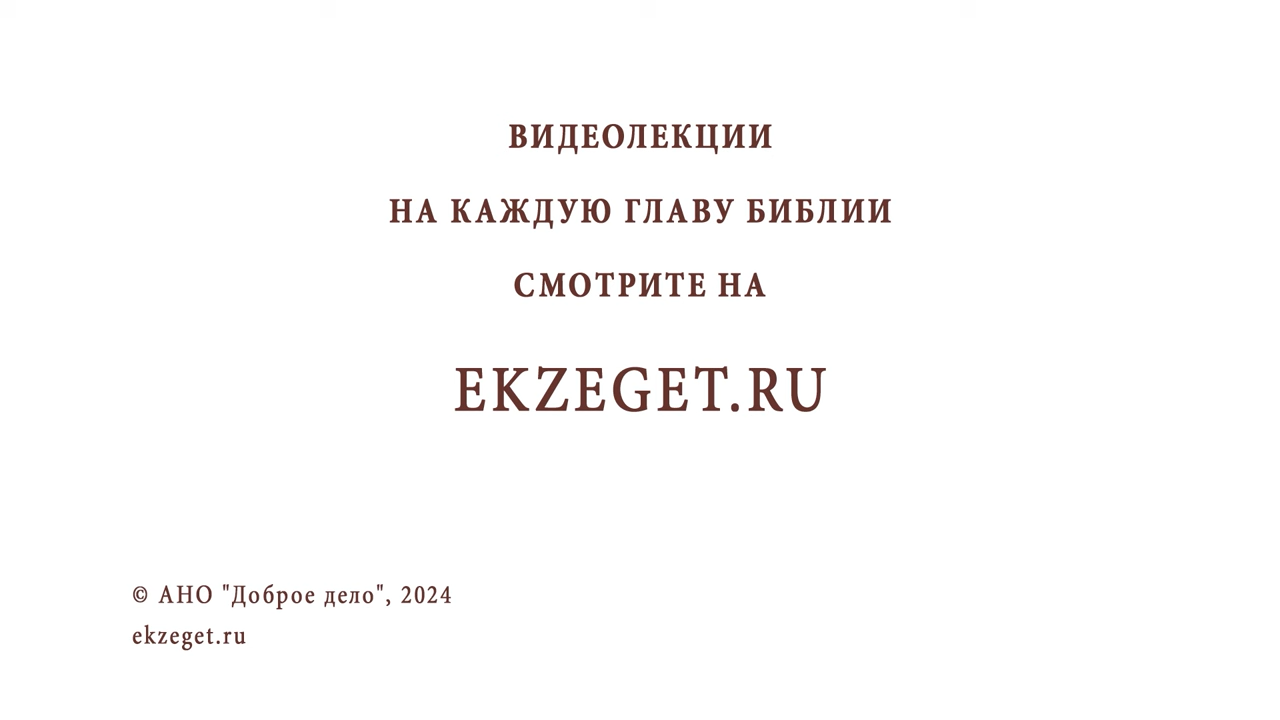 ВИДЕОЛЕКЦИИ
НА КАЖДУЮ ГЛАВУ БИБЛИИ
СМОТРИТЕ НА
EKZEGET.RU
© АНО "Доброе дело", 2024
ekzeget.ru